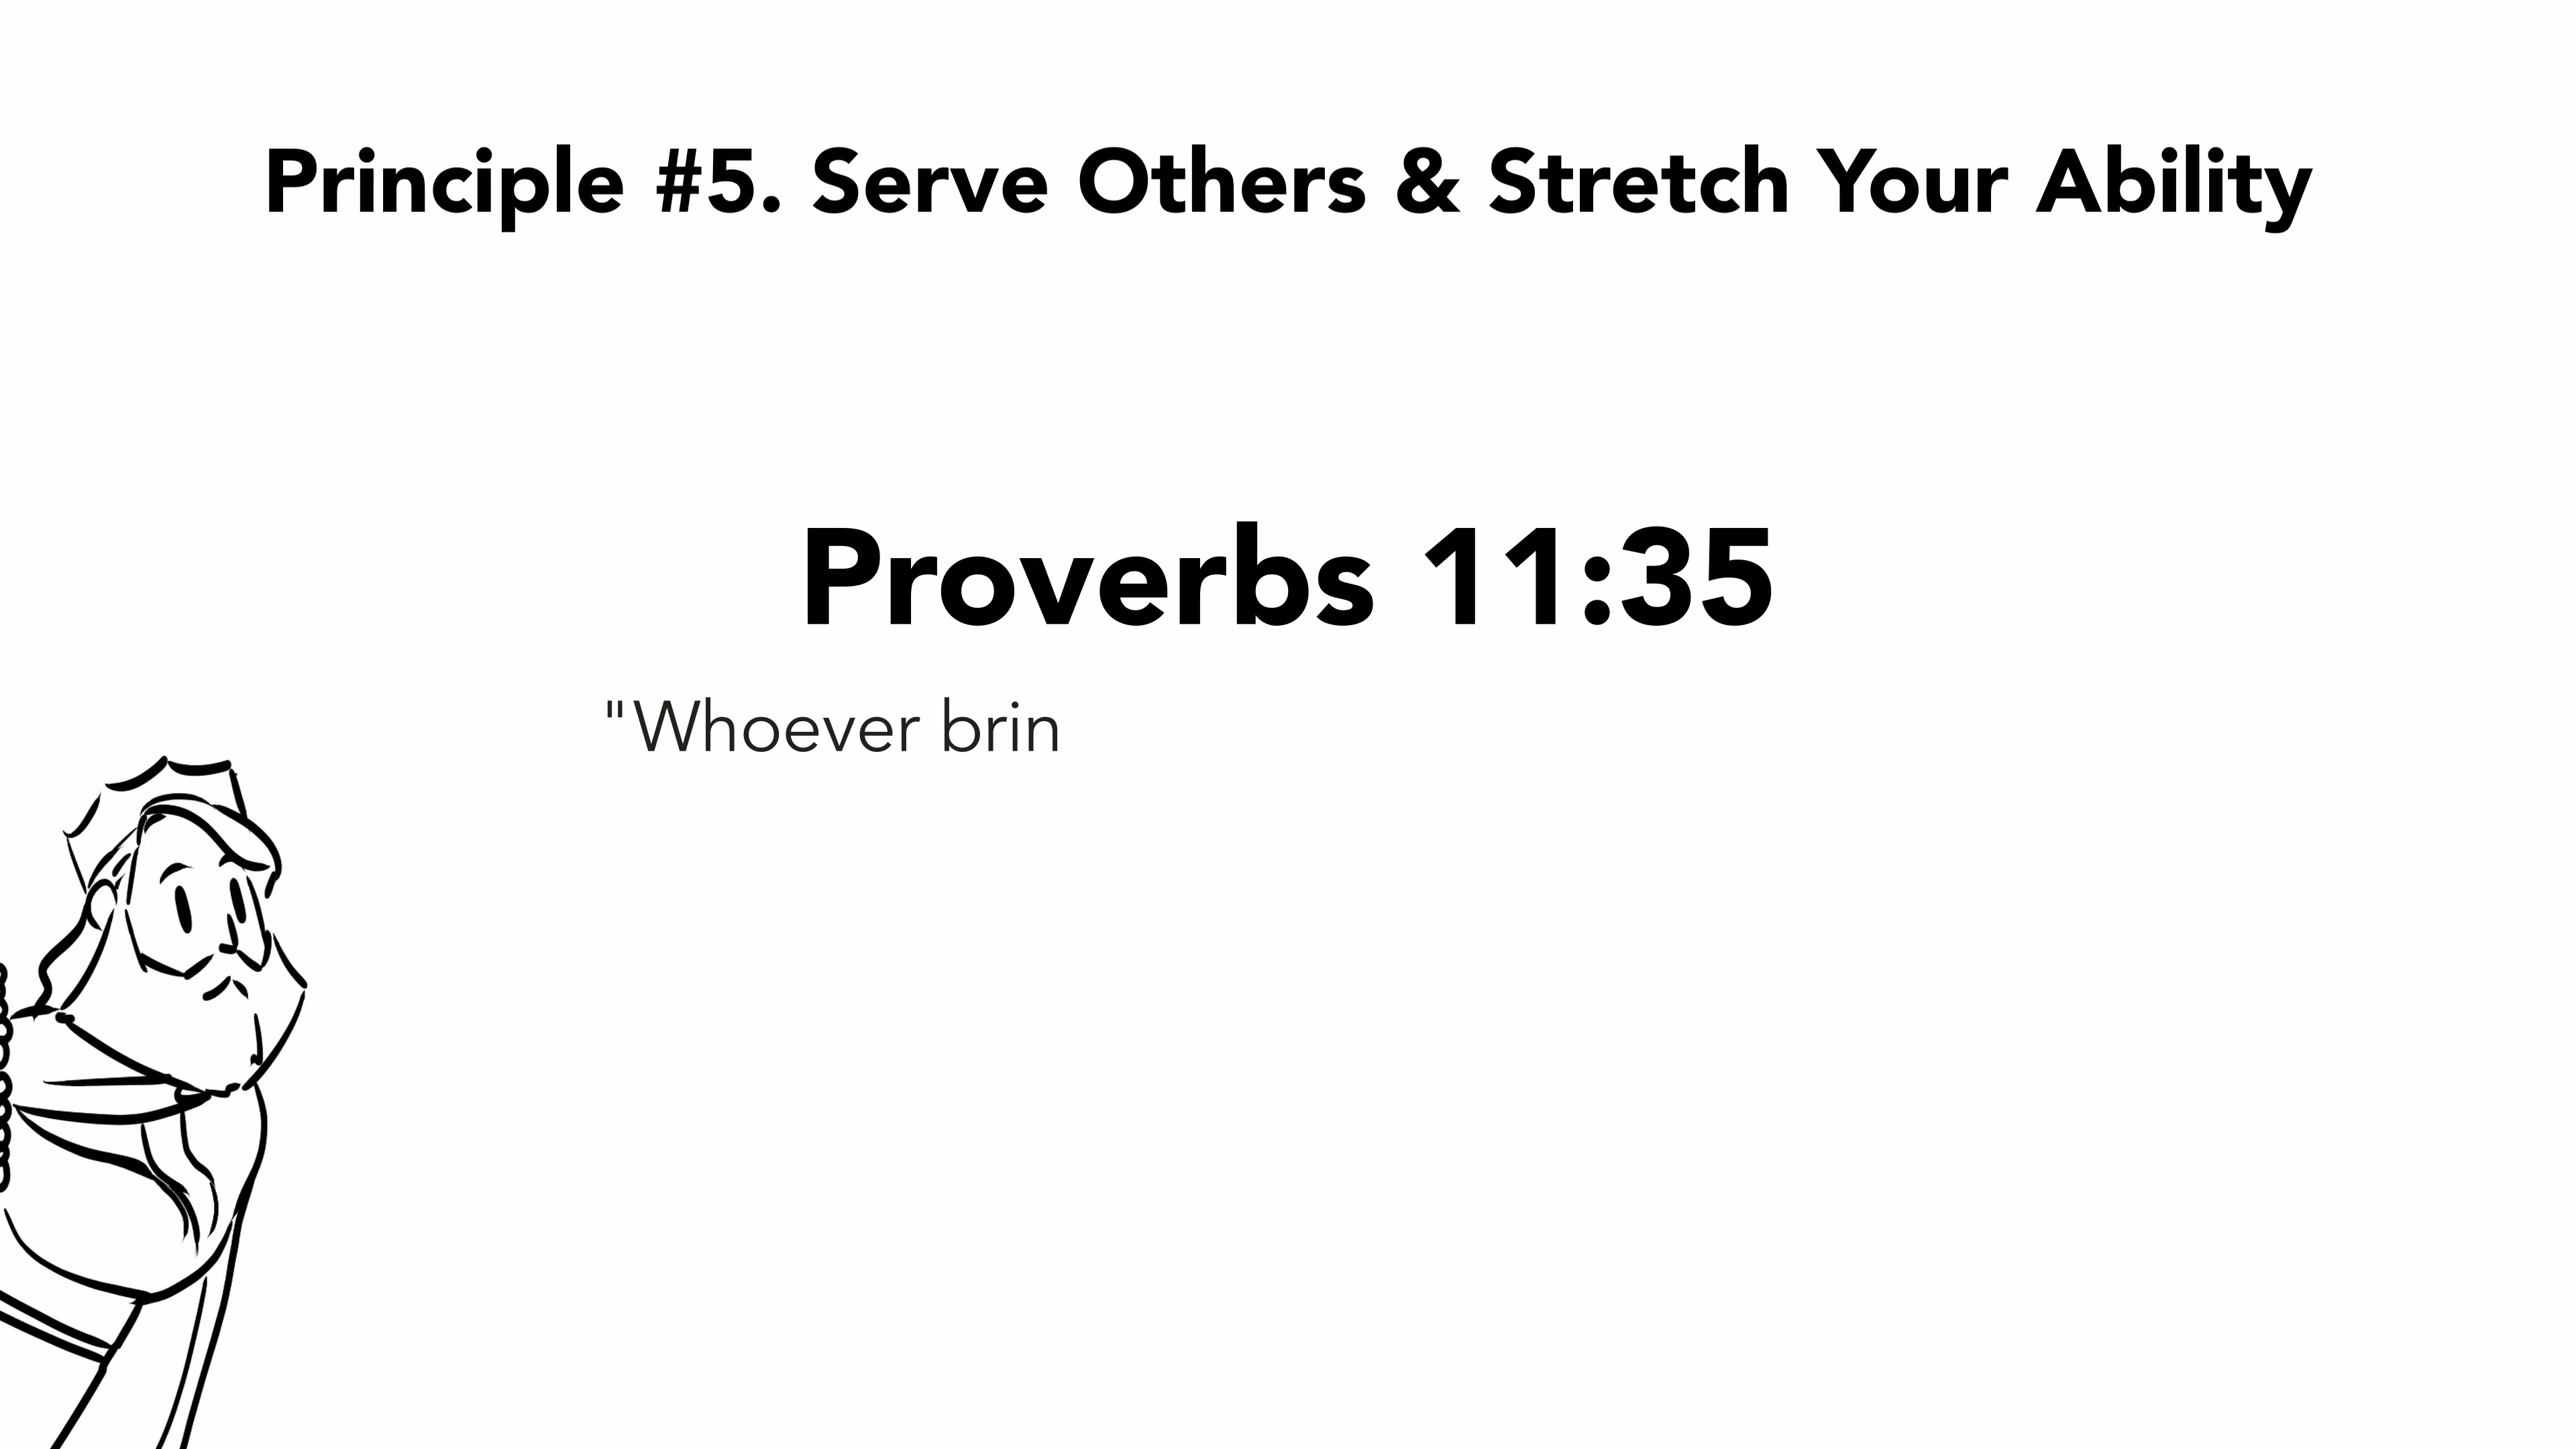 Principle #5. Serve Others & Stretch Your Ability
Proverbs 11:35
"Whoever brin